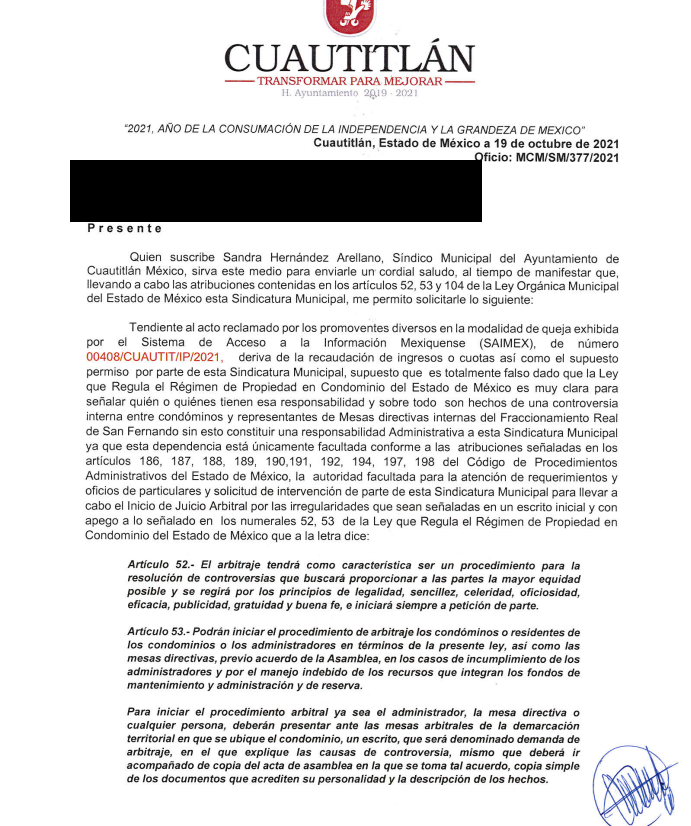 CUAUTITLÁN
TRANSFORMAR PARA MEJORAR
H. Ayuntamiento 2019 - 2021
"2021, AÑO DE LA CONSUMACIÓN DE LA INDEPENDENCIA Y LA GRANDEZA DE MEXICO"
Cuautitlán, Estado de México a 19 de octubre de 2021
Oficio: MCM/SM/377/2021
P r e s e n t e
Quien suscribe Sandra Hernández Arellano, Síndico Municipal del Ayuntamiento de
Cuautitlán México, sirva este medio para enviarle un cordial saludo, al tiempo de manifestar que,
llevando a cabo las atribuciones contenidas en los artículos 52, 53 y 104 de la Ley Orgánica Municipal
del Estado de México esta Sindicatura Municipal, me permito solicitarle lo siguiente:
Tendiente al acto reclamado por los promoventes diversos en la modalidad de queja exhibida
por el Sistema de Acceso a la Información Mexiquense (SAIMEX), de número
00408/CUAUTIT/IP/2021, deriva de la recaudación de ingresos o cuotas así como el supuesto
permiso por parte de esta Sindicatura Municipal, supuesto que es totalmente falso dado que la Ley
que Regula el Régimen de Propiedad en Condominio del Estado de México es muy clara para
señalar quién o quiénes tienen esa responsabilidad y sobre todo son hechos de una controversia
interna entre condóminos y representantes de Mesas directivas internas del Fraccionamiento Real
de San Fernando sin esto constituir una responsabilidad Administrativa a esta Sindicatura Municipal
ya que esta dependencia está únicamente facultada conforme a las atribuciones señaladas en los
artículos 186, 187, 188, 189, 190,191, 192, 194, 197, 198 del Código de Procedimientos
Administrativos del Estado de México, la autoridad facultada para la atención de requerimientos y
oficios de particulares y solicitud de intervención de parte de esta Sindicatura Municipal para llevar a
cabo el Inicio de Juicio Arbitral por las irregularidades que sean señaladas en un escrito inicial y con
apego a lo señalado en los numerales 52, 53 de la Ley que Regula el Régimen de Propiedad en
Condominio del Estado de México que a la letra dice:
Artículo 52.- El arbitraje tendrá como característica ser un procedimiento para la
resolución de controversias que buscará proporcionar a las partes la mayor equidad
posible y se regirá por los principios de legalidad, sencillez, celeridad, oficiosidad,
eficacia, publicidad, gratuidad y buena fe, e iniciará siempre a petición de parte.
Artículo 53.- Podrán iniciar el procedimiento de arbitraje los condóminos o residentes de
los condominios o los administradores en términos de la presente ley, así como las
mesas directivas, previo acuerdo de la Asamblea, en los casos de incumplimiento de los
administradores y por el manejo indebido de los recursos que integran los fondos de
mantenimiento y administración y de reserva.
Para iniciar el procedimiento arbitral ya sea el administrador, la mesa directiva o
cualquier persona, deberán presentar ante las mesas arbitrales de la demarcación
territorial en que se ubique el condominio, un escrito, que será denominado demanda de
arbitraje, en el que explique las causas de controversia, mismo que deberá ir
acompañado de copia del acta de asamblea en la que se toma tal acuerdo, copia simple
de los documentos que acrediten su personalidad y la descripción de los hechos.